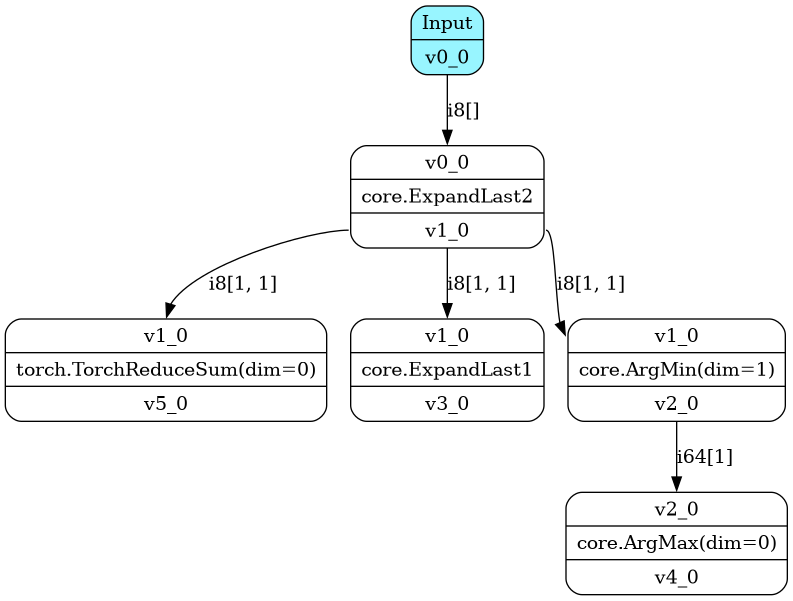 Input
v0_0
i8[]
v0_0
core.ExpandLast2
v1_0
i8[1, 1]
i8[1, 1]
i8[1, 1]
v1_0
torch.TorchReduceSum(dim=0)
v5_0
v1_0
core.ExpandLast1
v3_0
v1_0
core.ArgMin(dim=1)
v2_0
i64[1]
v2_0
core.ArgMax(dim=0)
v4_0